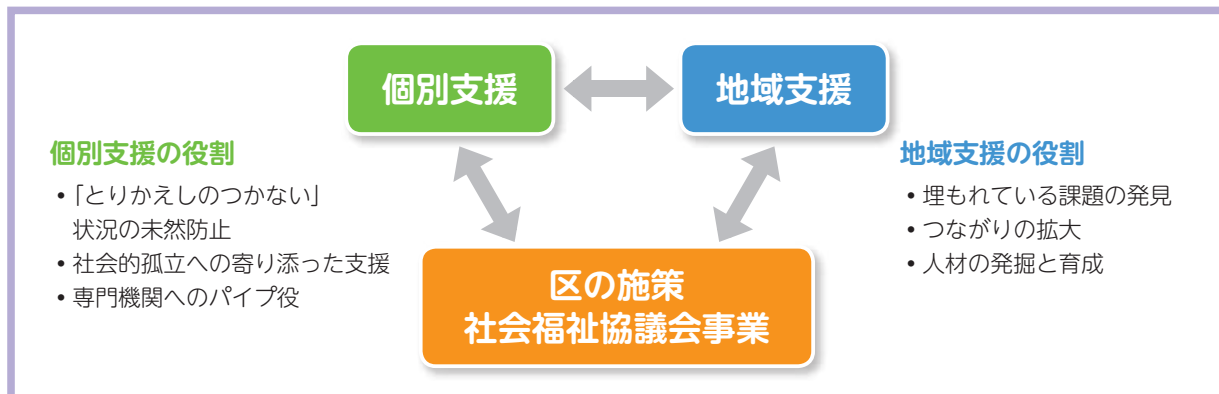 個別支援
地域支援
個別支援の役割
•「とりかえしのつかない」
状況の未然防止
•社会的孤立への寄り添った支援
•専門機関へのパイプ役
地域支援の役割
•埋もれている課題の発見
•つながりの拡大
•人材の発掘と育成
区の施策
社会福祉協議会事業